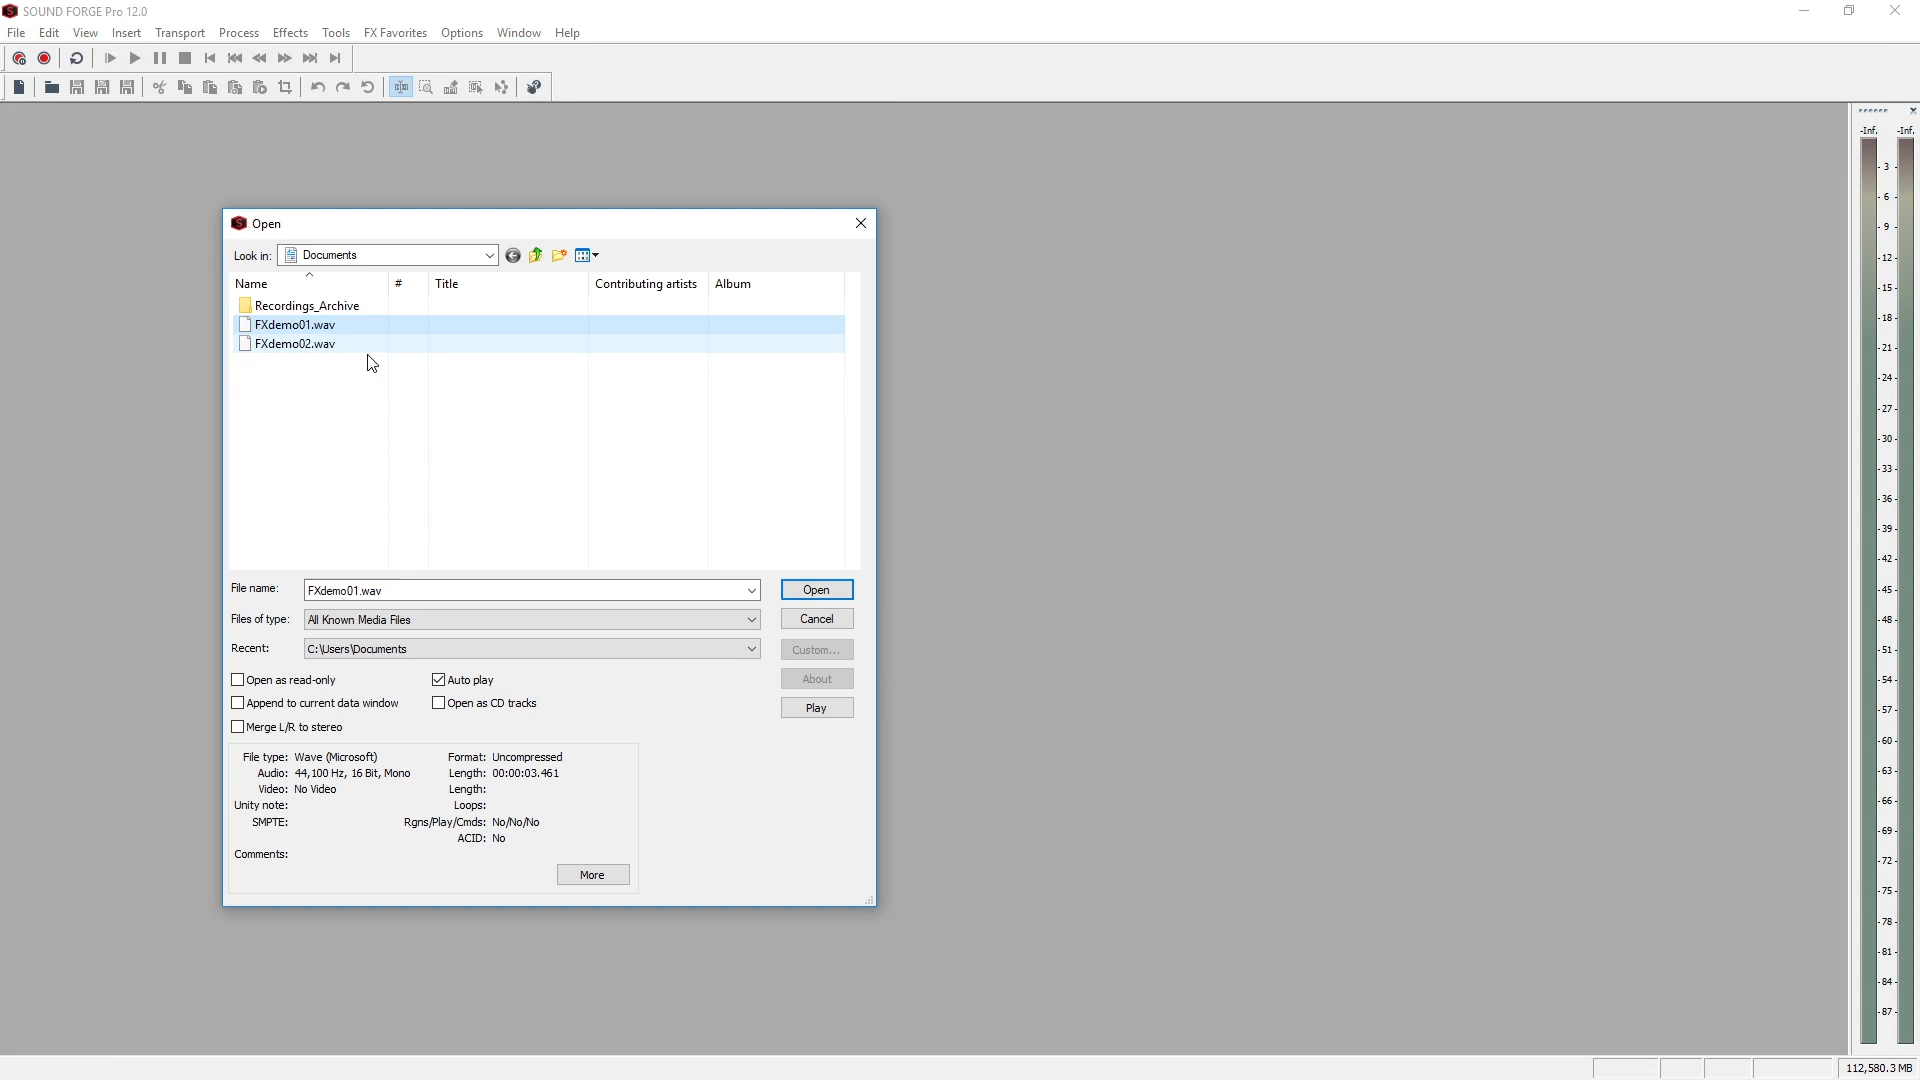 SOUND FORGE Pro 12.0
File Edit View Insert Transport Process Effects Tools FX Favorites Options Window Help
-Inf. -Inf.
Open
Look in: Documents
Name # Title Contributing artists Album
Recordings_Archive
FXdemo01.wav
FXdemo02.wav
File name: FXdemo01.wav Open
Files of type: All Known Media Files Cancel
Recent: C:\Users\Documents Custom...
Open as read-only Auto play About
Append to current data window Open as CD tracks Play
Merge L/R to stereo
File type: Wave (Microsoft) Format: Uncompressed
Audio: 44,100 Hz, 16 Bit, Mono Length: 00:00:03.461
Video: No Video Length:
Unity note: Loops:
SMPTE: Rgns/Play/Cmds: No/No/No
ACID: No
Comments:
More
- 3 -
- 6 -
- 9 -
-12-
-15-
-18-
-21-
-24-
-27-
-30-
-33-
-36-
-39-
-42-
-45-
-48-
-51-
-54-
-57-
-60-
-63-
-66-
-69-
-72-
-75-
-78-
-81-
-84-
-87-
112,580.3 MB